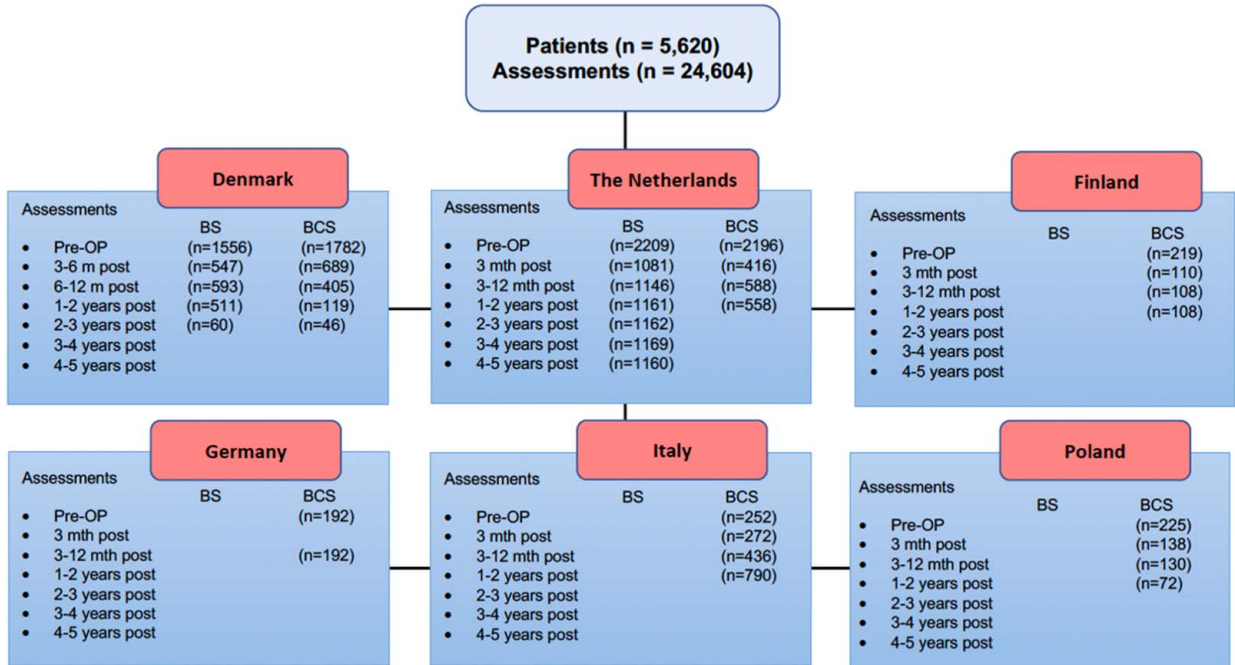 Patients (n = 5,620)
Assessments (n = 24,604)
Denmark
Assessments
BS BCS
• Pre-OP (n=1556) (n=1782)
• 3-6 m post (n=547) (n=689)
• 6-12 m post (n=593) (n=405)
• 1-2 years post (n=511) (n=119)
• 2-3 years post (n=60) (n=46)
• 3-4 years post
• 4-5 years post
The Netherlands
Assessments
BS BCS
• Pre-OP (n=2209) (n=2196)
• 3 mth post (n=1081) (n=416)
• 3-12 mth post (n=1146) (n=588)
• 1-2 years post (n=1161) (n=558)
• 2-3 years post (n=1162)
• 3-4 years post (n=1169)
• 4-5 years post (n=1160)
Finland
Assessments
BS BCS
• Pre-OP (n=219)
• 3 mth post (n=110)
• 3-12 mth post (n=108)
• 1-2 years post (n=108)
• 2-3 years post
• 3-4 years post
• 4-5 years post
Germany
Assessments
BS BCS
• Pre-OP (n=192)
• 3 mth post
• 3-12 mth post (n=192)
• 1-2 years post
• 2-3 years post
• 3-4 years post
• 4-5 years post
Italy
Assessments
BS BCS
• Pre-OP (n=252)
• 3 mth post (n=272)
• 3-12 mth post (n=436)
• 1-2 years post (n=790)
• 2-3 years post
• 3-4 years post
• 4-5 years post
Poland
Assessments
BS BCS
• Pre-OP (n=225)
• 3 mth post (n=138)
• 3-12 mth post (n=130)
• 1-2 years post (n=72)
• 2-3 years post
• 3-4 years post
• 4-5 years post